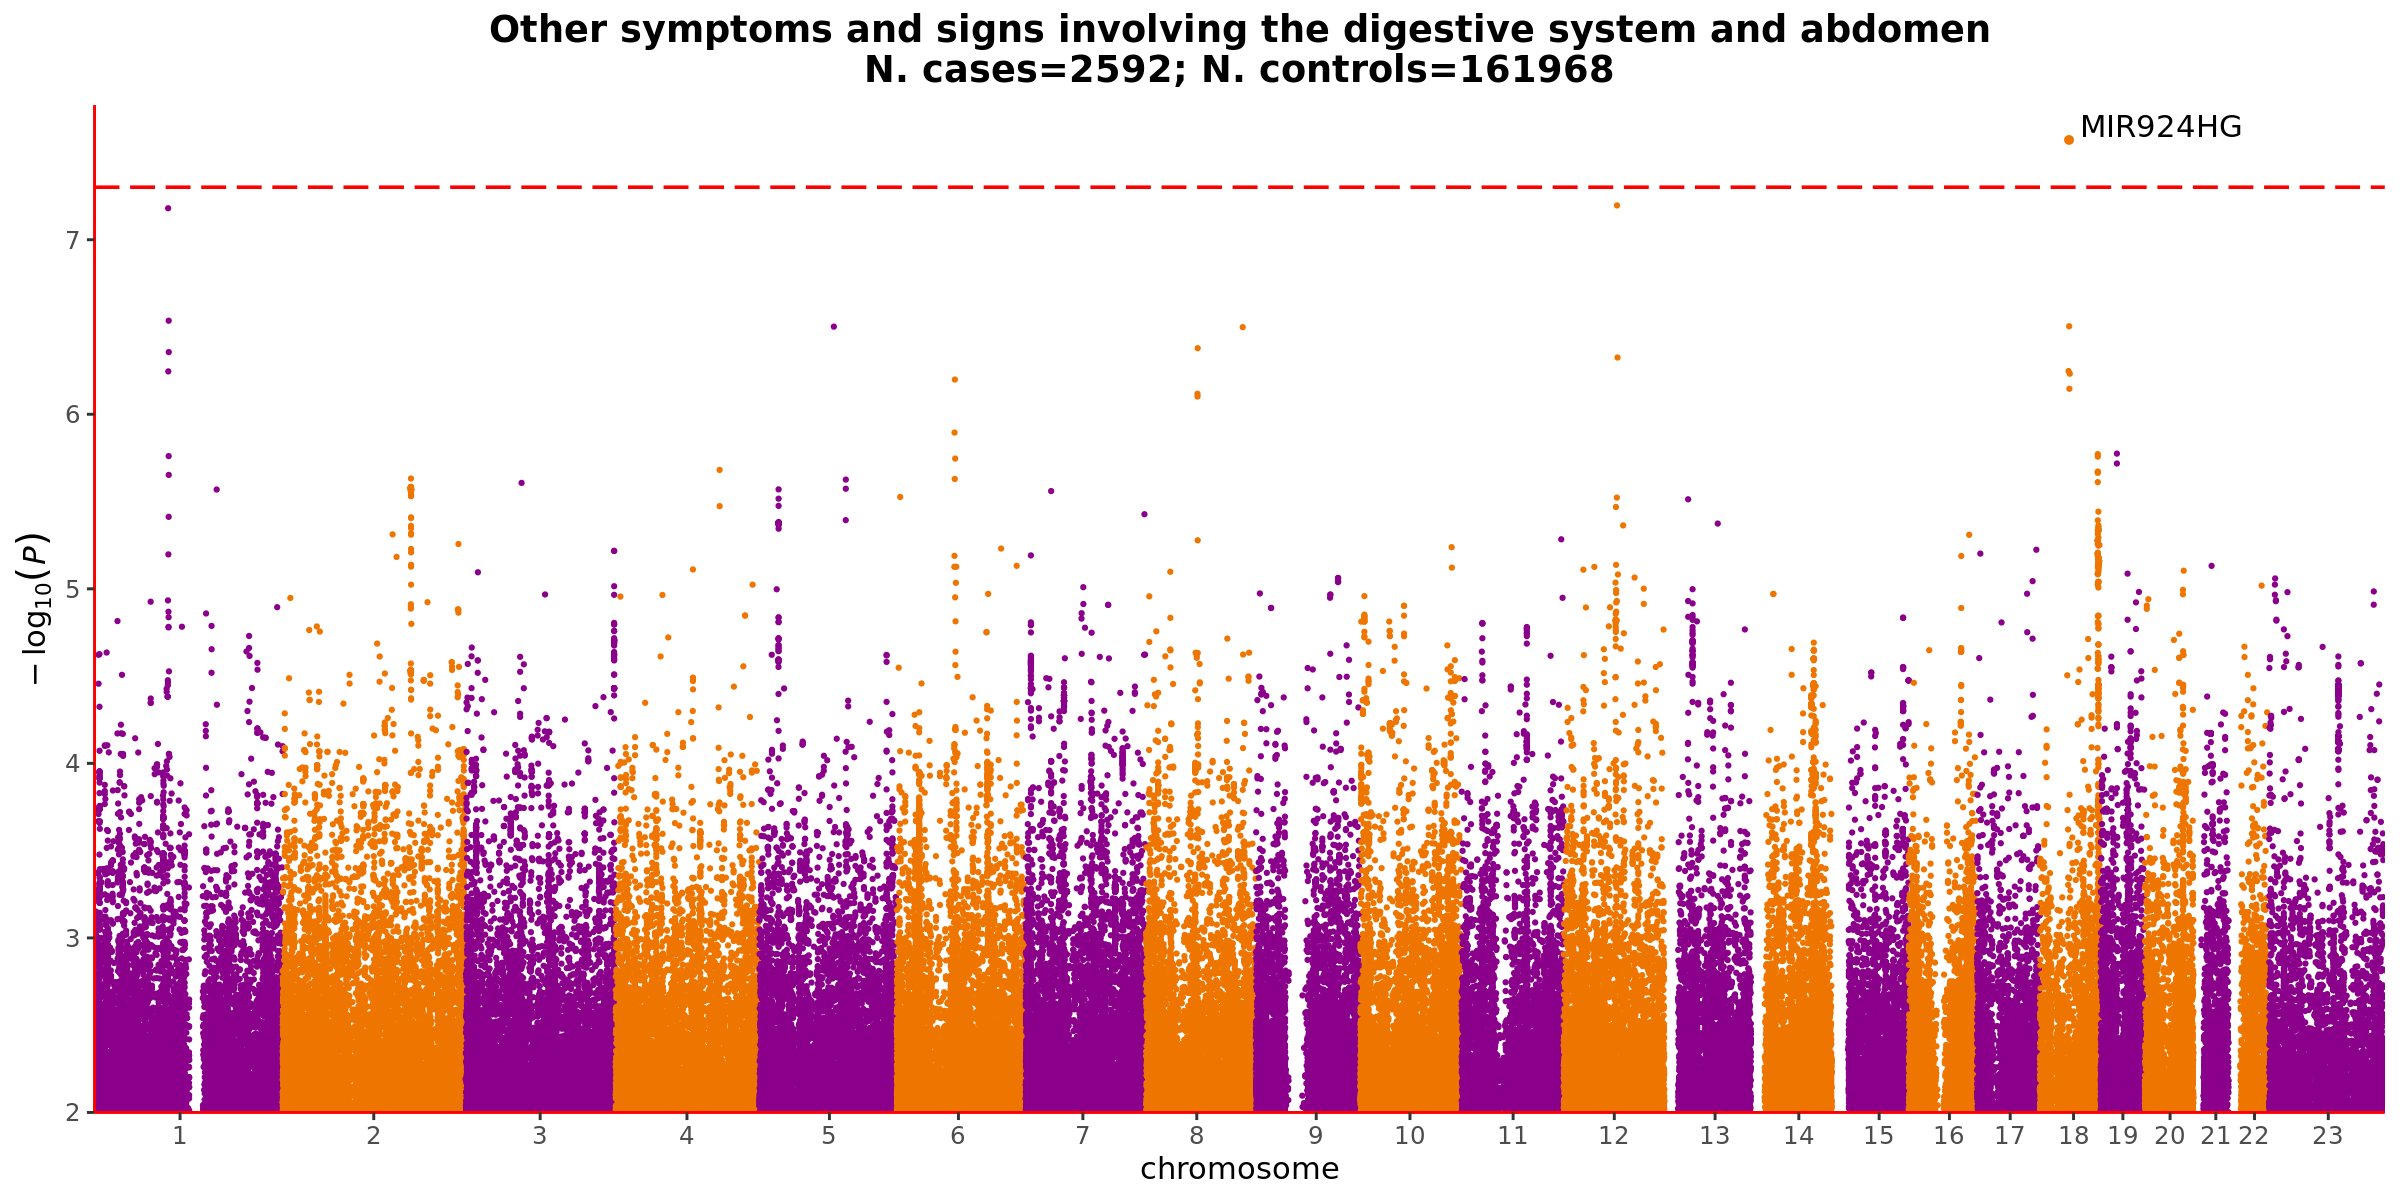 Other symptoms and signs involving the digestive system and abdomen
N. cases=2592; N. controls=161968
MIR924HG
− log10(P)
7
6
5
4
3
2
1 2 3 4 5 6 7 8 9 10 11 12 13 14 15 16 17 18 19 20 21 22 23
chromosome